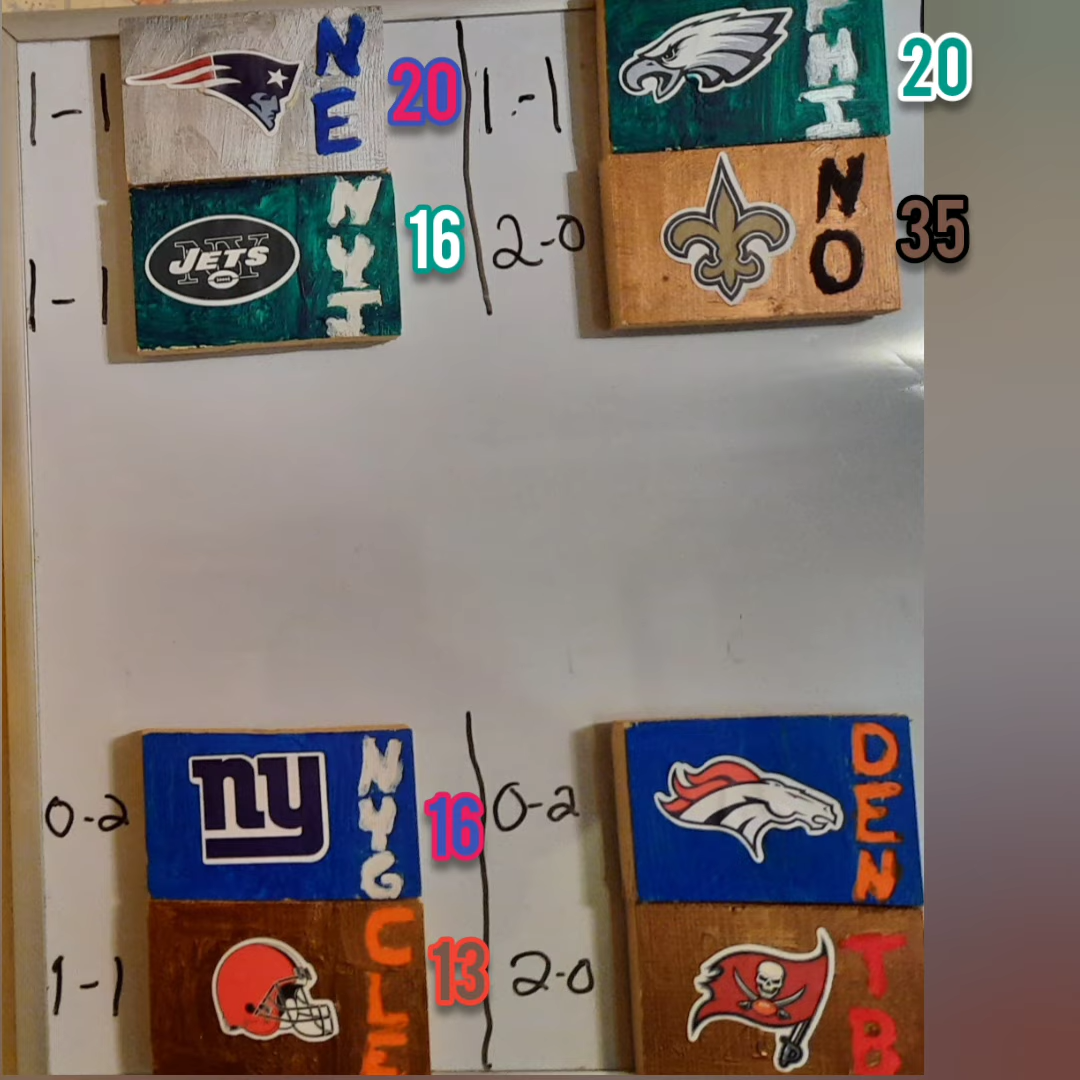 1-1 NE 20
1-1 PHI 20
1-1 JETS NYJ 16
2-0 NO 35
0-2 ny NYG 16
0-2 DEN
1-1 CLE 13
2-0 TB